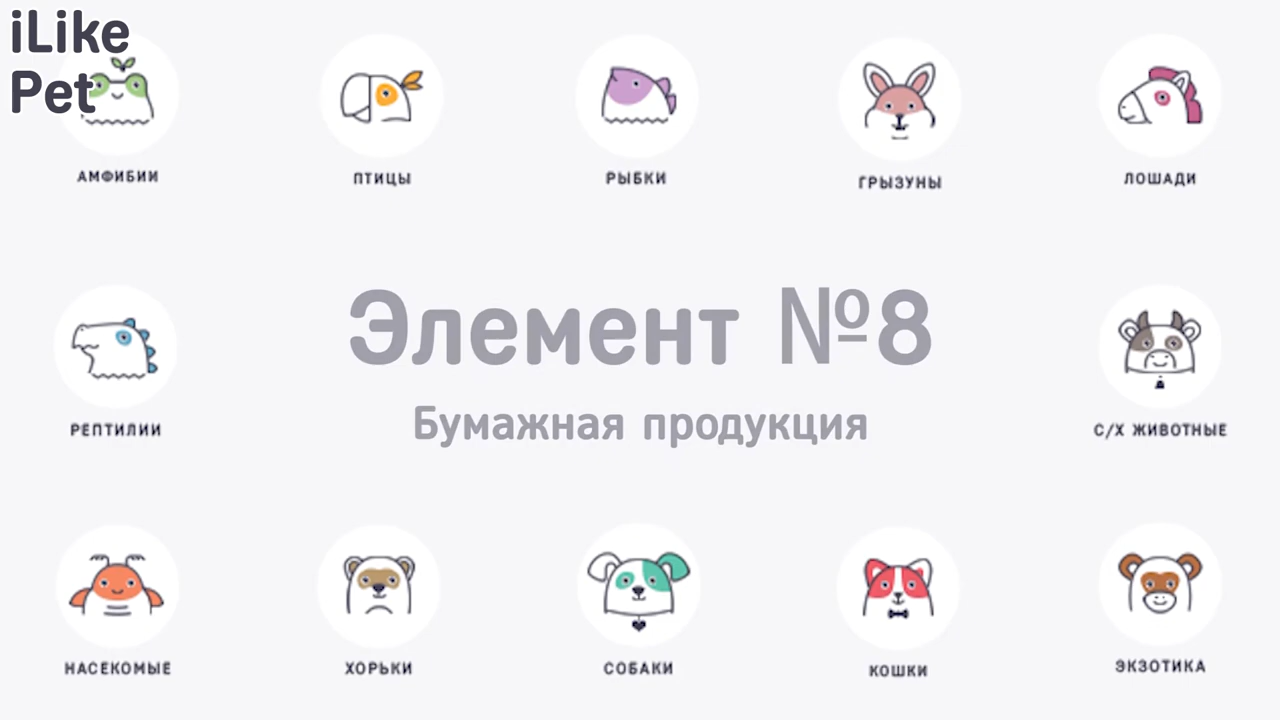 iLike
Pet
АМФИБИИ
ПТИЦЫ
РЫБКИ
ГРЫЗУНЫ
ЛОШАДИ
Элемент №8
Бумажная продукция
РЕПТИЛИИ
С/Х ЖИВОТНЫЕ
НАСЕКОМЫЕ
ХОРЬКИ
СОБАКИ
КОШКИ
ЭКЗОТИКА